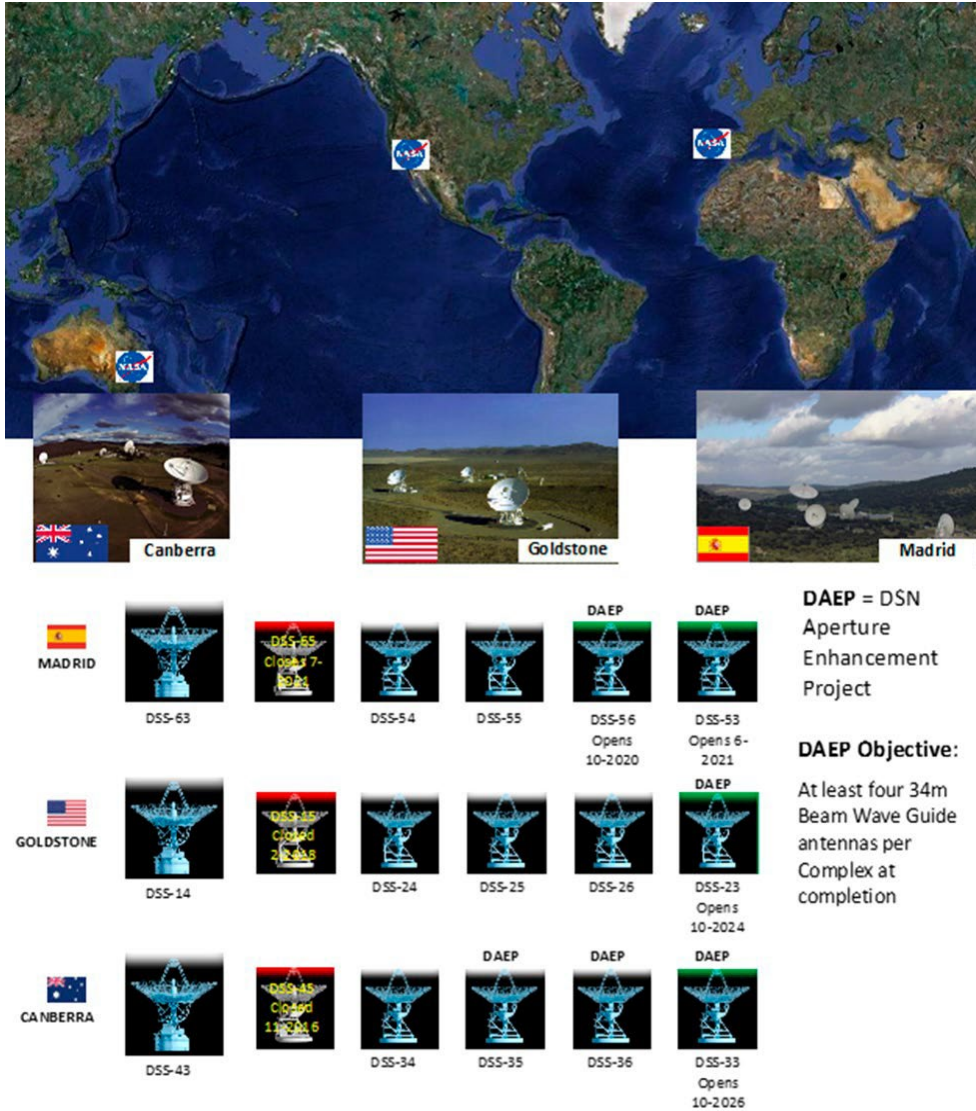 NASA
NASA
NASA
Canberra
Goldstone
Madrid
DAEP = DSN
Aperture
Enhancement
Project
DAEP Objective:
At least four 34m
Beam Wave Guide
antennas per
Complex at
completion
MADRID
DSS-63
DSS-65
Closes 7-
2021
DSS-54
DSS-55
DAEP
DSS-56
Opens
10-2020
DAEP
DSS-53
Opens 6-
2021
GOLDSTONE
DSS-14
DSS-15
Closed
2-2018
DSS-24
DSS-25
DSS-26
DAEP
DSS-23
Opens
10-2024
CANBERRA
DSS-43
DSS-45
Closed
11-2016
DSS-34
DAEP
DSS-35
DAEP
DSS-36
DAEP
DSS-33
Opens
10-2026